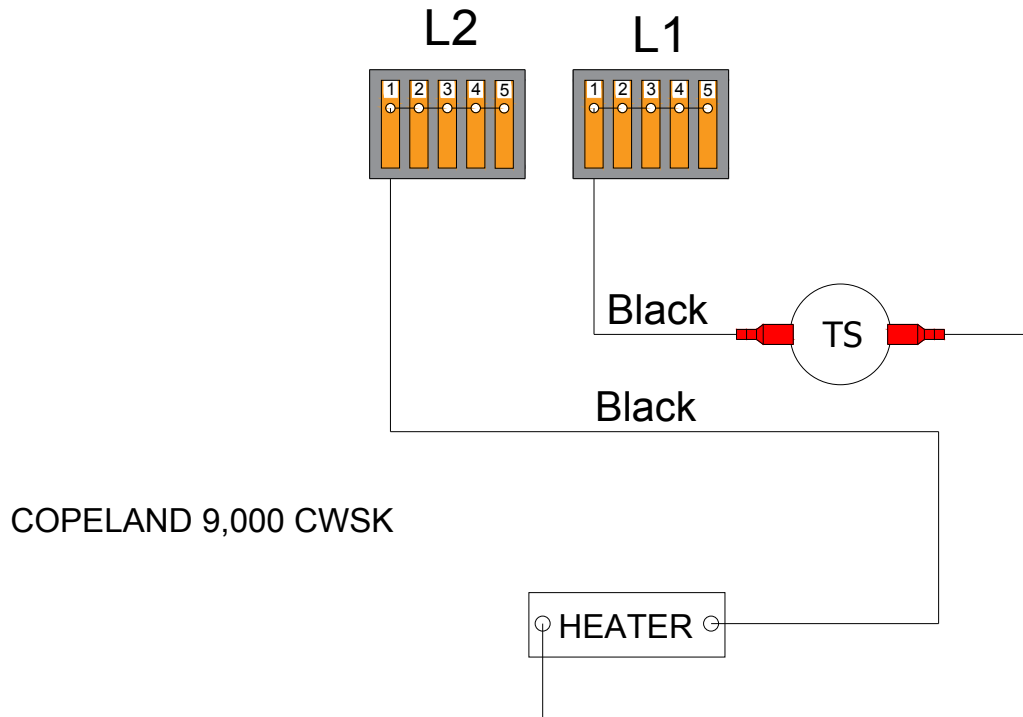 L2 L1
1 2 3 4 5 1 2 3 4 5
Black
TS
Black
COPELAND 9,000 CWSK
HEATER